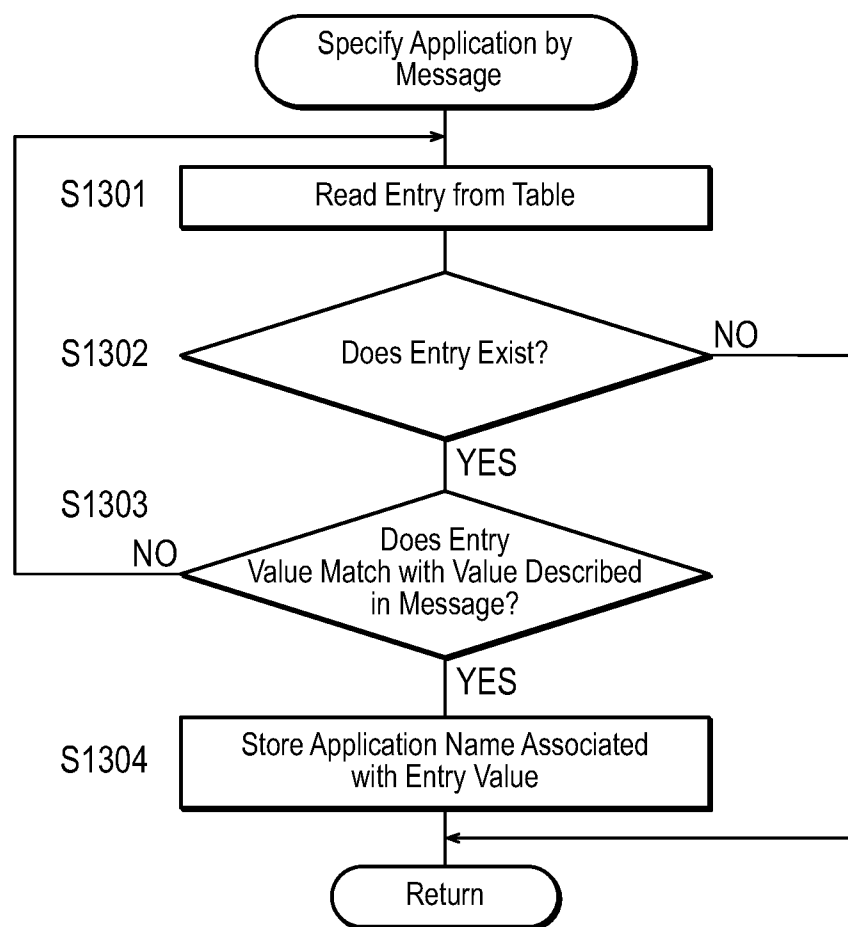 Specify Application by
Message
S1301
Read Entry from Table
S1302
Does Entry Exist?
NO
YES
S1303
NO
Does Entry
Value Match with Value Described
in Message?
YES
S1304
Store Application Name Associated
with Entry Value
Return